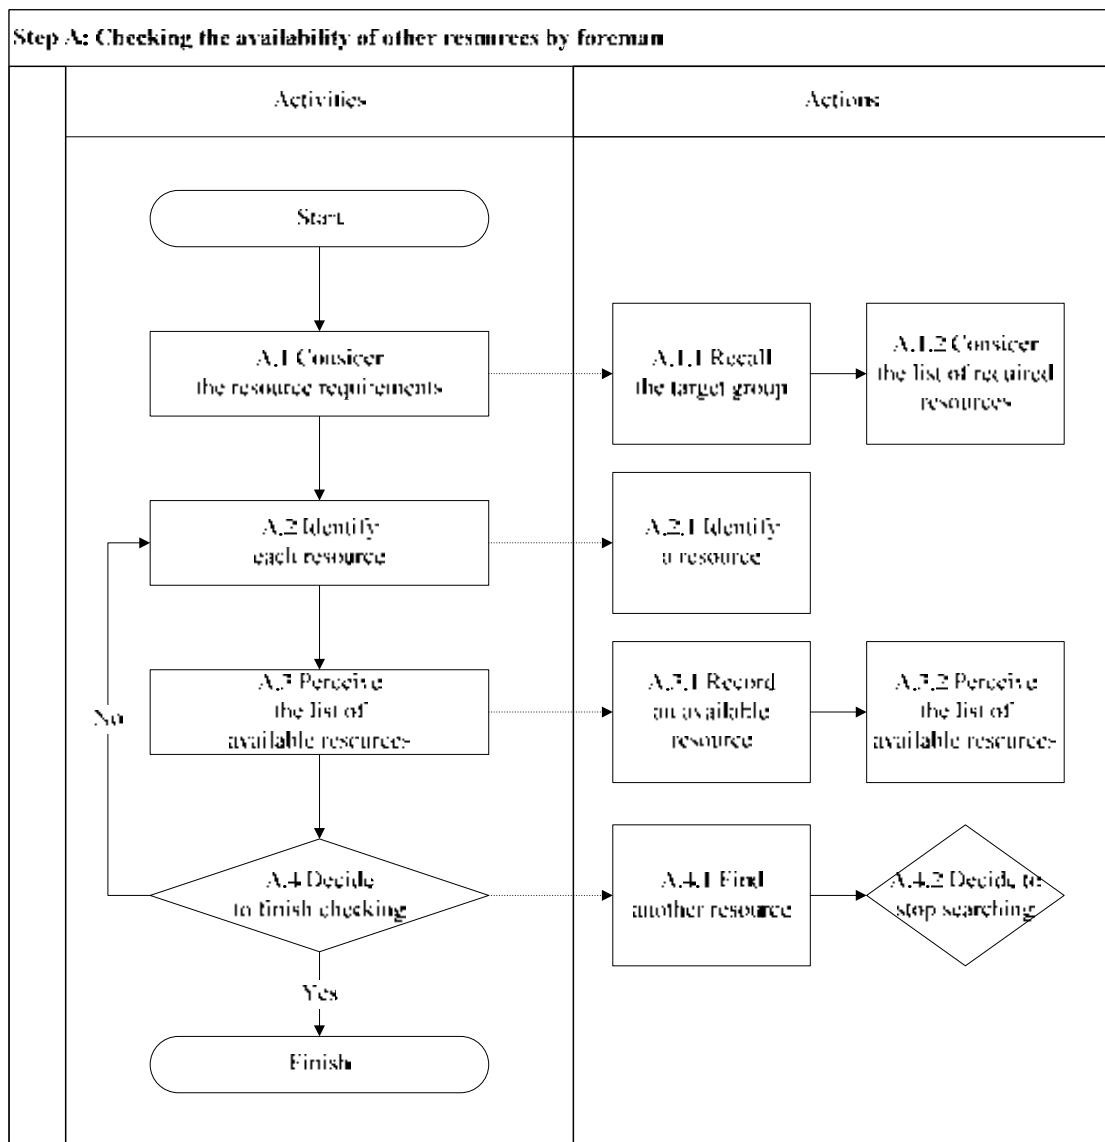 Step A: Checking the availability of other resources by foreman
Activities
Actions
Start
A.1 Consider
the resource requirements
A.1.1 Recall
the target group
A.1.2 Consider
the list of required
resources
A.2 Identify
each resource
A.2.1 Identify
a resource
A.3 Perceive
the list of
available resources
A.3.1 Record
an available
resource
A.3.2 Perceive
the list of
available resources
No
A.4 Decide
to finish checking
A.4.1 Find
another resource
A.4.2 Decide to
stop searching
Yes
Finish